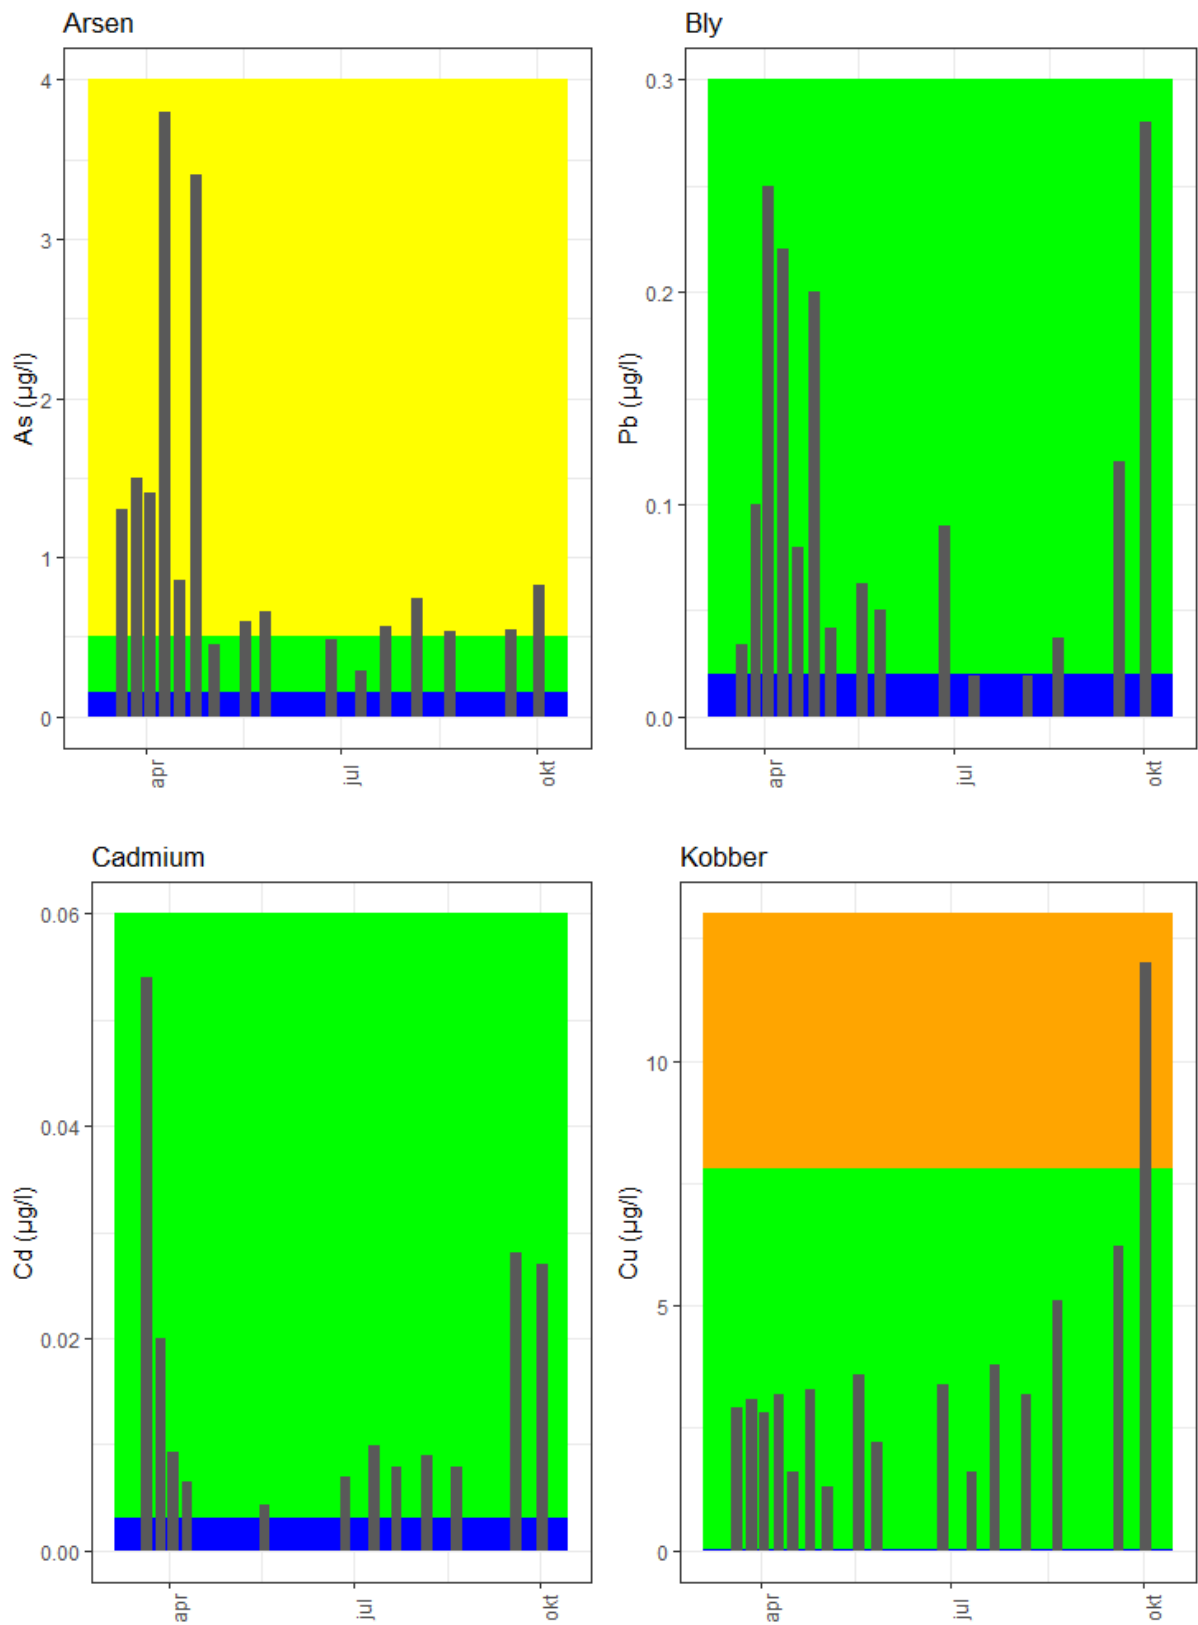 Arsen
4
3
2
1
0
As (µg/l)
apr
jul
okt
Bly
0.3
0.2
0.1
0.0
Pb (µg/l)
apr
jul
okt
Cadmium
0.06
0.04
0.02
0.00
Cd (µg/l)
apr
jul
okt
Kobber
10
5
0
Cu (µg/l)
apr
jul
okt